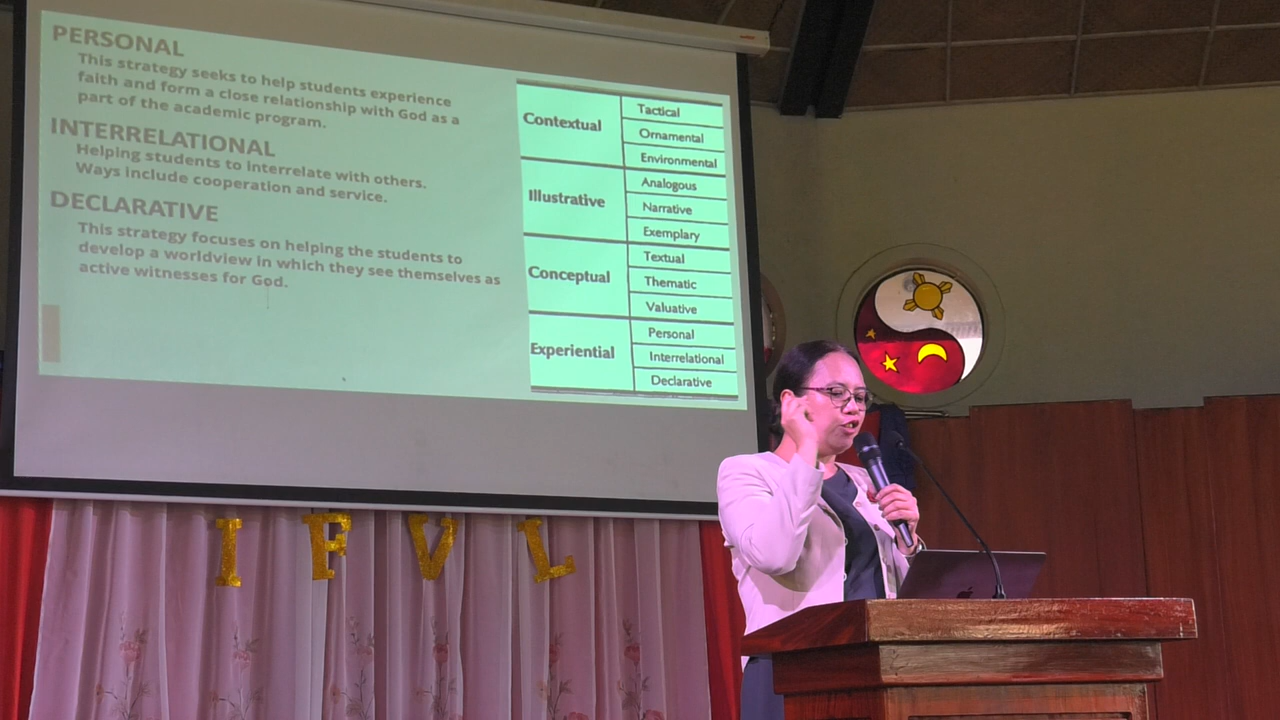 PERSONAL
This strategy seeks to help students experience
faith and form a close relationship with God as a
part of the academic program.
INTERRELATIONAL
Helping students to interrelate with others.
Ways include cooperation and service.
DECLARATIVE
This strategy focuses on helping the students to
develop a worldview in which they see themselves as
active witnesses for God.
Contextual
Tactical
Ornamental
Environmental
Illustrative
Analogous
Narrative
Exemplary
Conceptual
Textual
Thematic
Valuative
Experiential
Personal
Interrelational
Declarative
I F V L